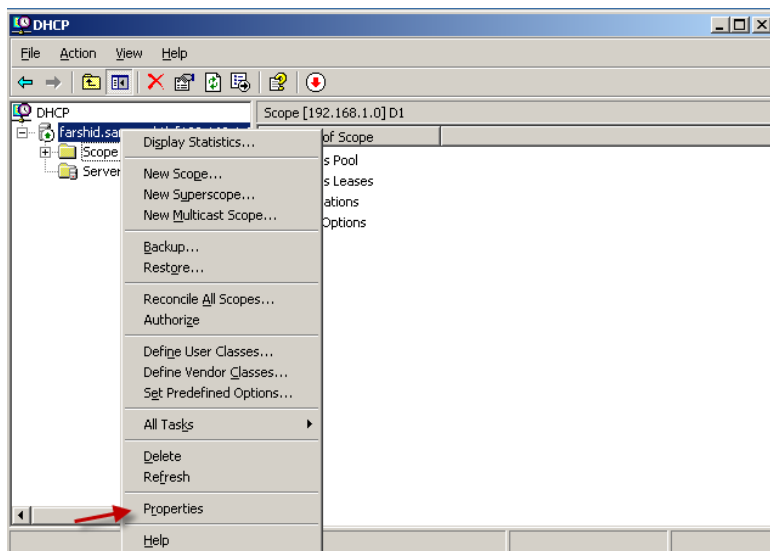 DHCP
File Action View Help
DHCP
Scope [192.168.1.0] D1
of Scope
Scope
Server
s Pool
s Leases
ations
Options
Display Statistics...
New Scope...
New Superscope...
New Multicast Scope...
Backup...
Restore...
Reconcile All Scopes...
Authorize
Define User Classes...
Define Vendor Classes...
Set Predefined Options...
All Tasks
Delete
Refresh
Properties
Help